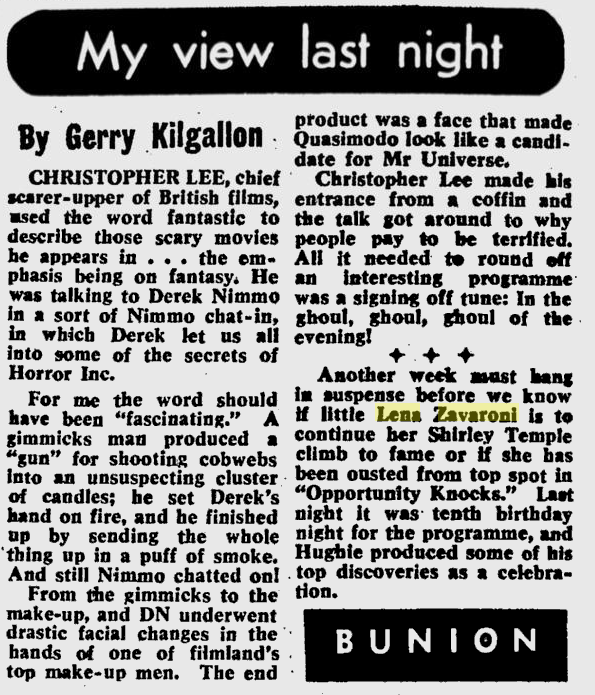 My view last night
By Gerry Kilgallon
CHRISTOPHER LEE, chief
scarer-upper of British films,
used the word fantastic to
describe those scary movies
he appears in . . . the em-
phasis being on fantasy. He
was talking to Derek Nimmo
in a sort of Nimmo chat-in,
in which Derek let us all
into some of the secrets of
Horror Inc.
For me the word should
have been "fascinating." A
gimmicks man produced a
"gun" for shooting cobwebs
into an unsuspecting cluster
of candles; he set Derek's
hand on fire, and he finished
up by sending the whole
thing up in a puff of smoke.
And still Nimmo chatted on!
From the gimmicks to the
make-up, and DN underwent
drastic facial changes in the
hands of one of filmland's
top make-up men. The end
product was a face that made
Quasimodo look like a candi-
date for Mr Universe.
Christopher Lee made his
entrance from a coffin and
the talk got around to why
people pay to be terrified.
All it needed to round off
an interesting programme
was a signing off tune: In the
ghoul, ghoul, ghoul of the
evening!
Another week must hang
in suspense before we know
if little Lena Zavaroni is to
continue her Shirley Temple
climb to fame or if she has
been ousted from top spot in
"Opportunity Knocks." Last
night it was tenth birthday
night for the programme, and
Hughie produced some of his
top discoveries as a celebra-
tion.
BUNION